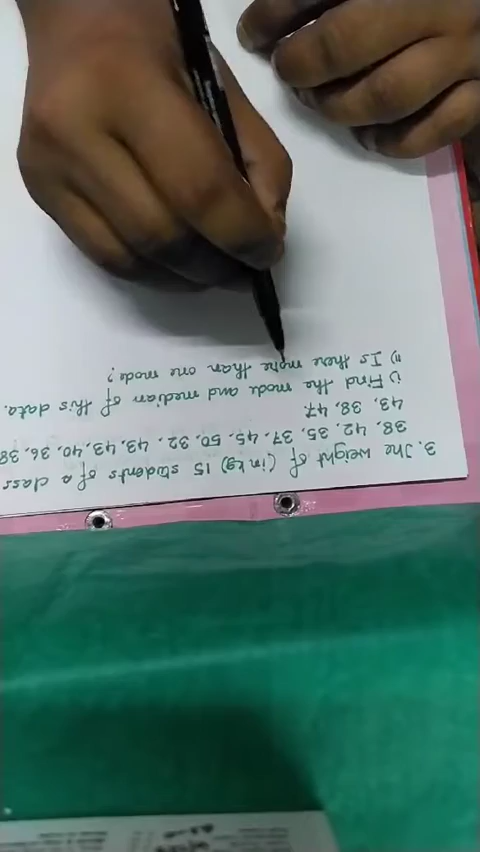 3. The weight of (in kg) 15 students of a class
38, 42, 35, 37, 45, 50, 32, 43, 43, 40, 36, 38
43, 38, 47.
i) Find the mode and median of this data.
ii) Is there more than one mode?